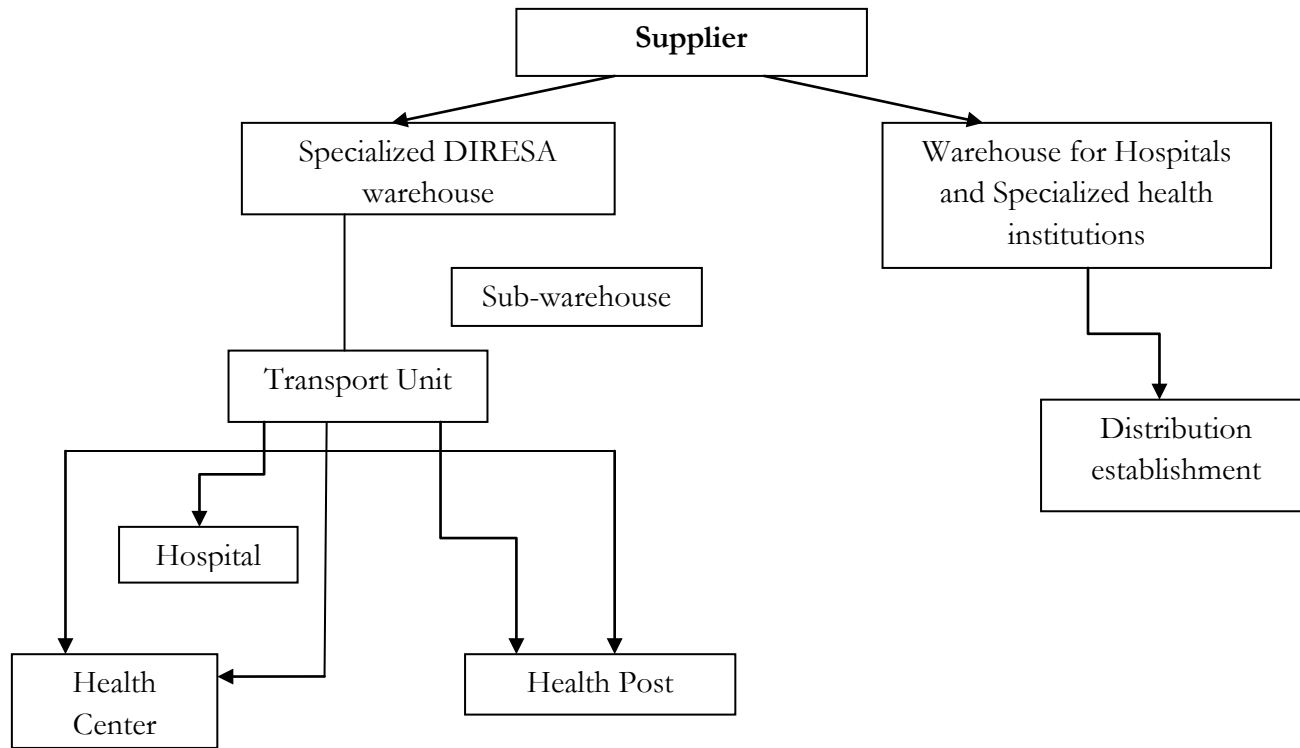 Supplier
Specialized DIRESA
warehouse
Warehouse for Hospitals
and Specialized health
institutions
Sub-warehouse
Transport Unit
Distribution
establishment
Hospital
Health
Center
Health Post